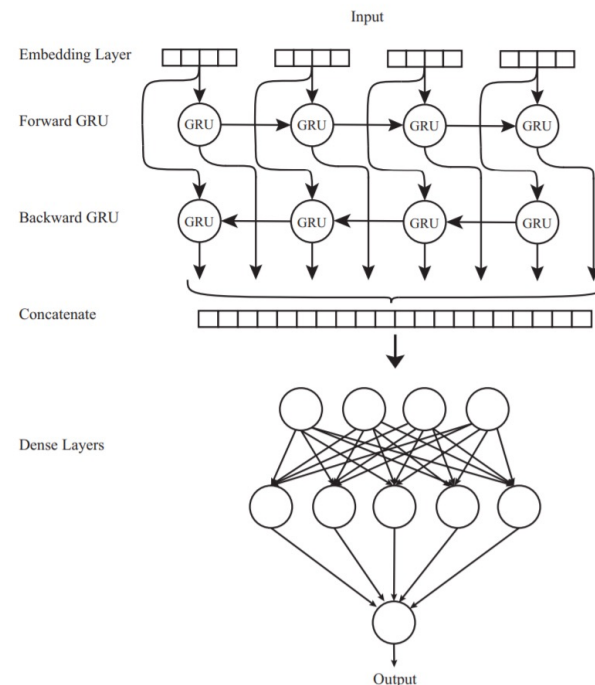 Input
Embedding Layer
Forward GRU
GRU GRU GRU GRU
Backward GRU
GRU GRU GRU GRU
Concatenate
Dense Layers
Output